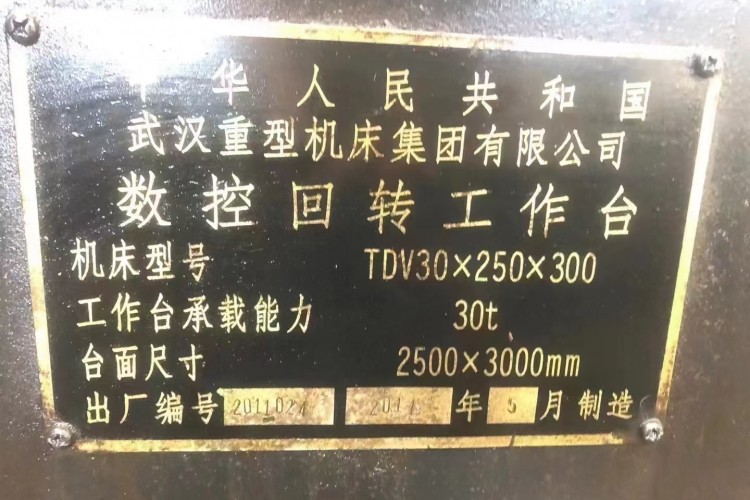 中华人民共和国
武汉重型机床集团有限公司
数控回转工作台
机床型号 TDV30×250×300
工作台承载能力 30t
台面尺寸 2500×3000mm
出厂编号 年 5 月制造